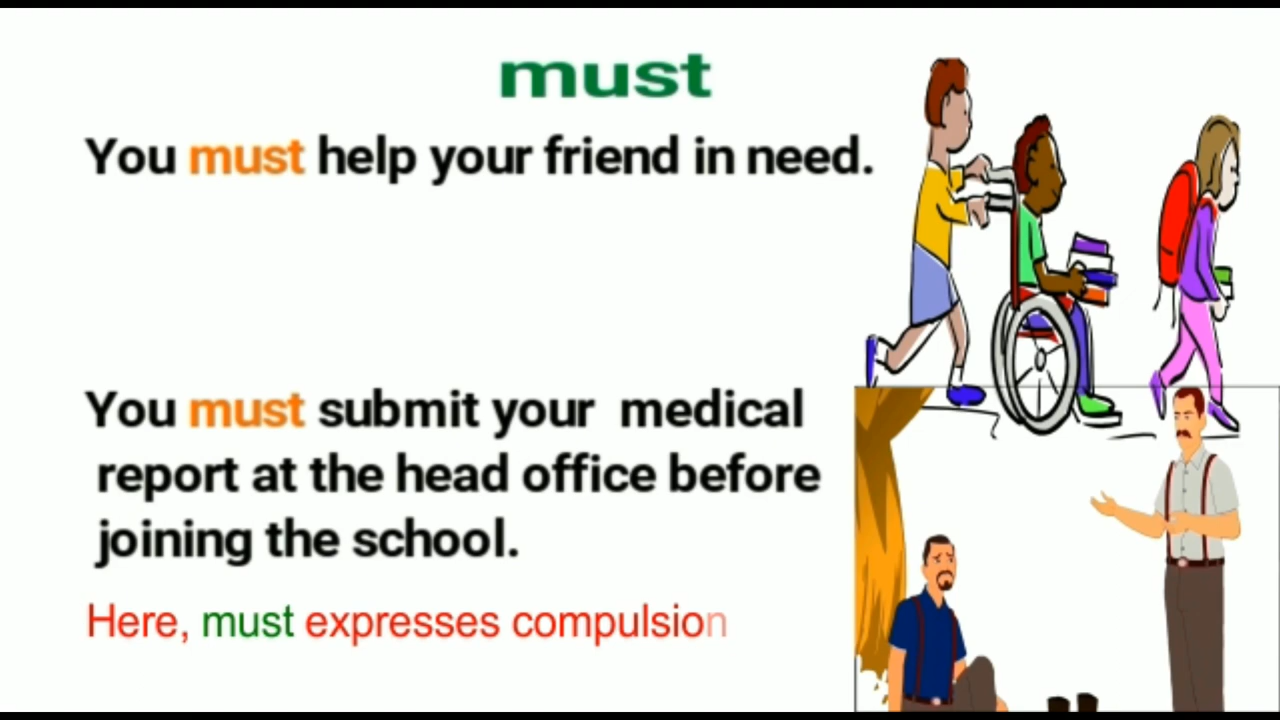 must
You must help your friend in need.
You must submit your medical
report at the head office before
joining the school.
Here, must expresses compulsion